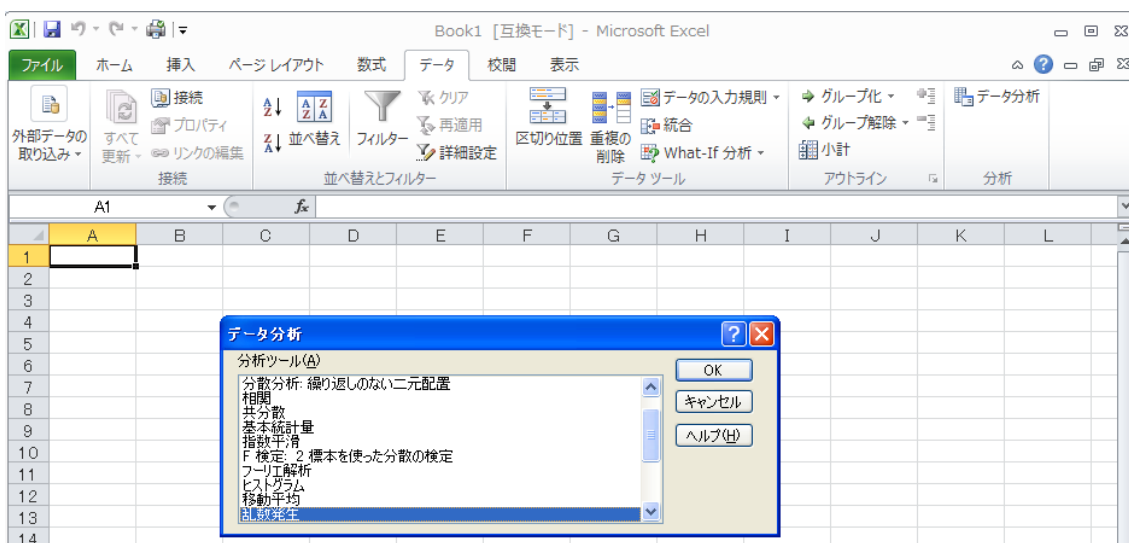 Book1 [互換モード] - Microsoft Excel
ファイル ホーム 挿入 ページ レイアウト 数式 データ 校閲 表示
外部データの取り込み
すべて更新
接続
プロパティ
リンクの編集
接続
並べ替え
フィルター
クリア
再適用
詳細設定
並べ替えとフィルター
区切り位置
重複の削除
データの入力規則
統合
What-If 分析
データ ツール
グループ化
グループ解除
小計
アウトライン
データ分析
分析
A1 fx
A B C D E F G H I J K L
1
2
3
4
5
6
7
8
9
10
11
12
13
14
データ分析
分析ツール(A)
分散分析: 繰り返しのない二元配置
相関
共分散
基本統計量
指数平滑
F 検定: 2 標本を使った分散の検定
フーリエ解析
ヒストグラム
移動平均
乱数発生
OK
キャンセル
ヘルプ(H)